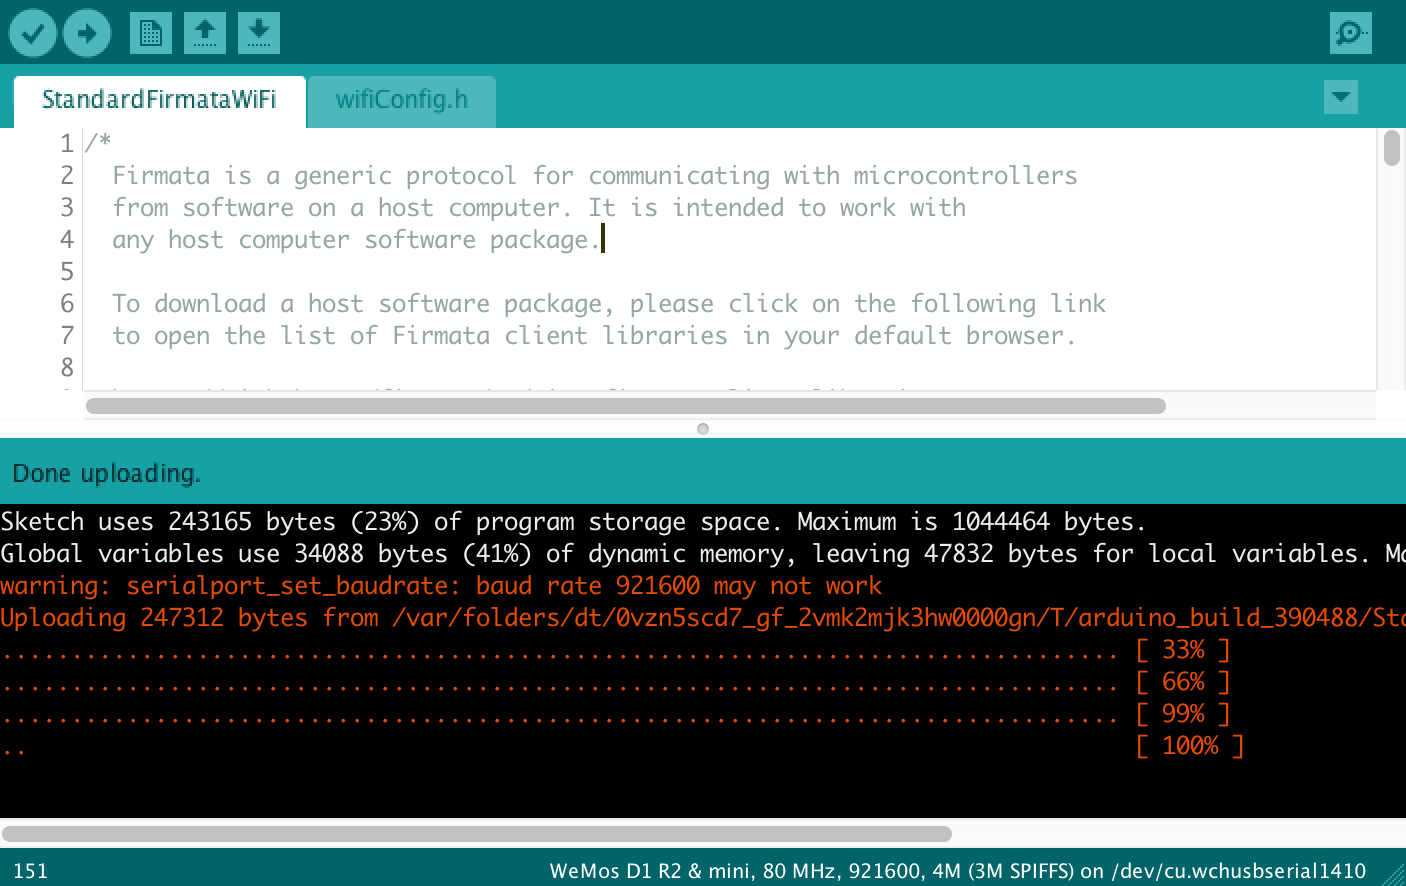 StandardFirmataWiFi wifiConfig.h
1 /*
2 Firmata is a generic protocol for communicating with microcontrollers
3 from software on a host computer. It is intended to work with
4 any host computer software package.
5
6 To download a host software package, please click on the following link
7 to open the list of Firmata client libraries in your default browser.
8
Done uploading.
Sketch uses 243165 bytes (23%) of program storage space. Maximum is 1044464 bytes.
Global variables use 34088 bytes (41%) of dynamic memory, leaving 47832 bytes for local variables. Ma
warning: serialport_set_baudrate: baud rate 921600 may not work
Uploading 247312 bytes from /var/folders/dt/0vzn5scd7_gf_2vmk2mjk3hw0000gn/T/arduino_build_390488/Sta
................................................................................ [ 33% ]
................................................................................ [ 66% ]
................................................................................ [ 99% ]
.. [ 100% ]
151 WeMos D1 R2 & mini, 80 MHz, 921600, 4M (3M SPIFFS) on /dev/cu.wchusbserial1410